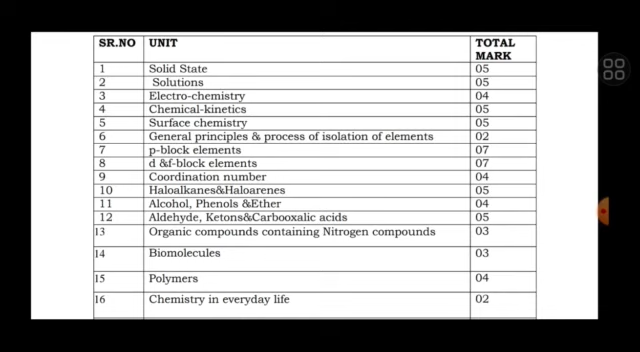 SR.NO UNIT TOTAL MARK
1 Solid State 05
2 Solutions 05
3 Electro-chemistry 04
4 Chemical-kinetics 05
5 Surface chemistry 05
6 General principles & process of isolation of elements 02
7 p-block elements 07
8 d &f-block elements 07
9 Coordination number 04
10 Haloalkanes&Haloarenes 05
11 Alcohol, Phenols &Ether 04
12 Aldehyde, Ketons&Carbooxalic acids 05
13 Organic compounds containing Nitrogen compounds 03
14 Biomolecules 03
15 Polymers 04
16 Chemistry in everyday life 02